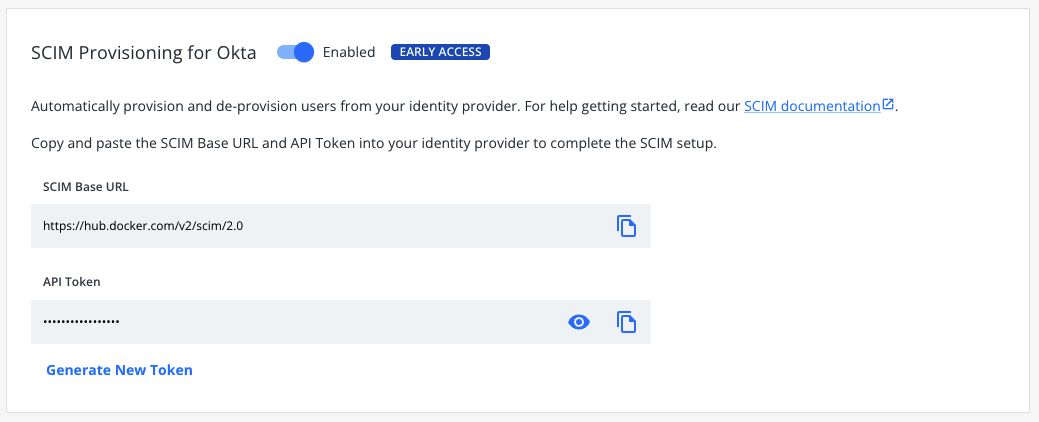 SCIM Provisioning for Okta Enabled EARLY ACCESS
Automatically provision and de-provision users from your identity provider. For help getting started, read our SCIM documentation.
Copy and paste the SCIM Base URL and API Token into your identity provider to complete the SCIM setup.
SCIM Base URL
https://hub.docker.com/v2/scim/2.0
API Token
•••••••••••••••••
Generate New Token